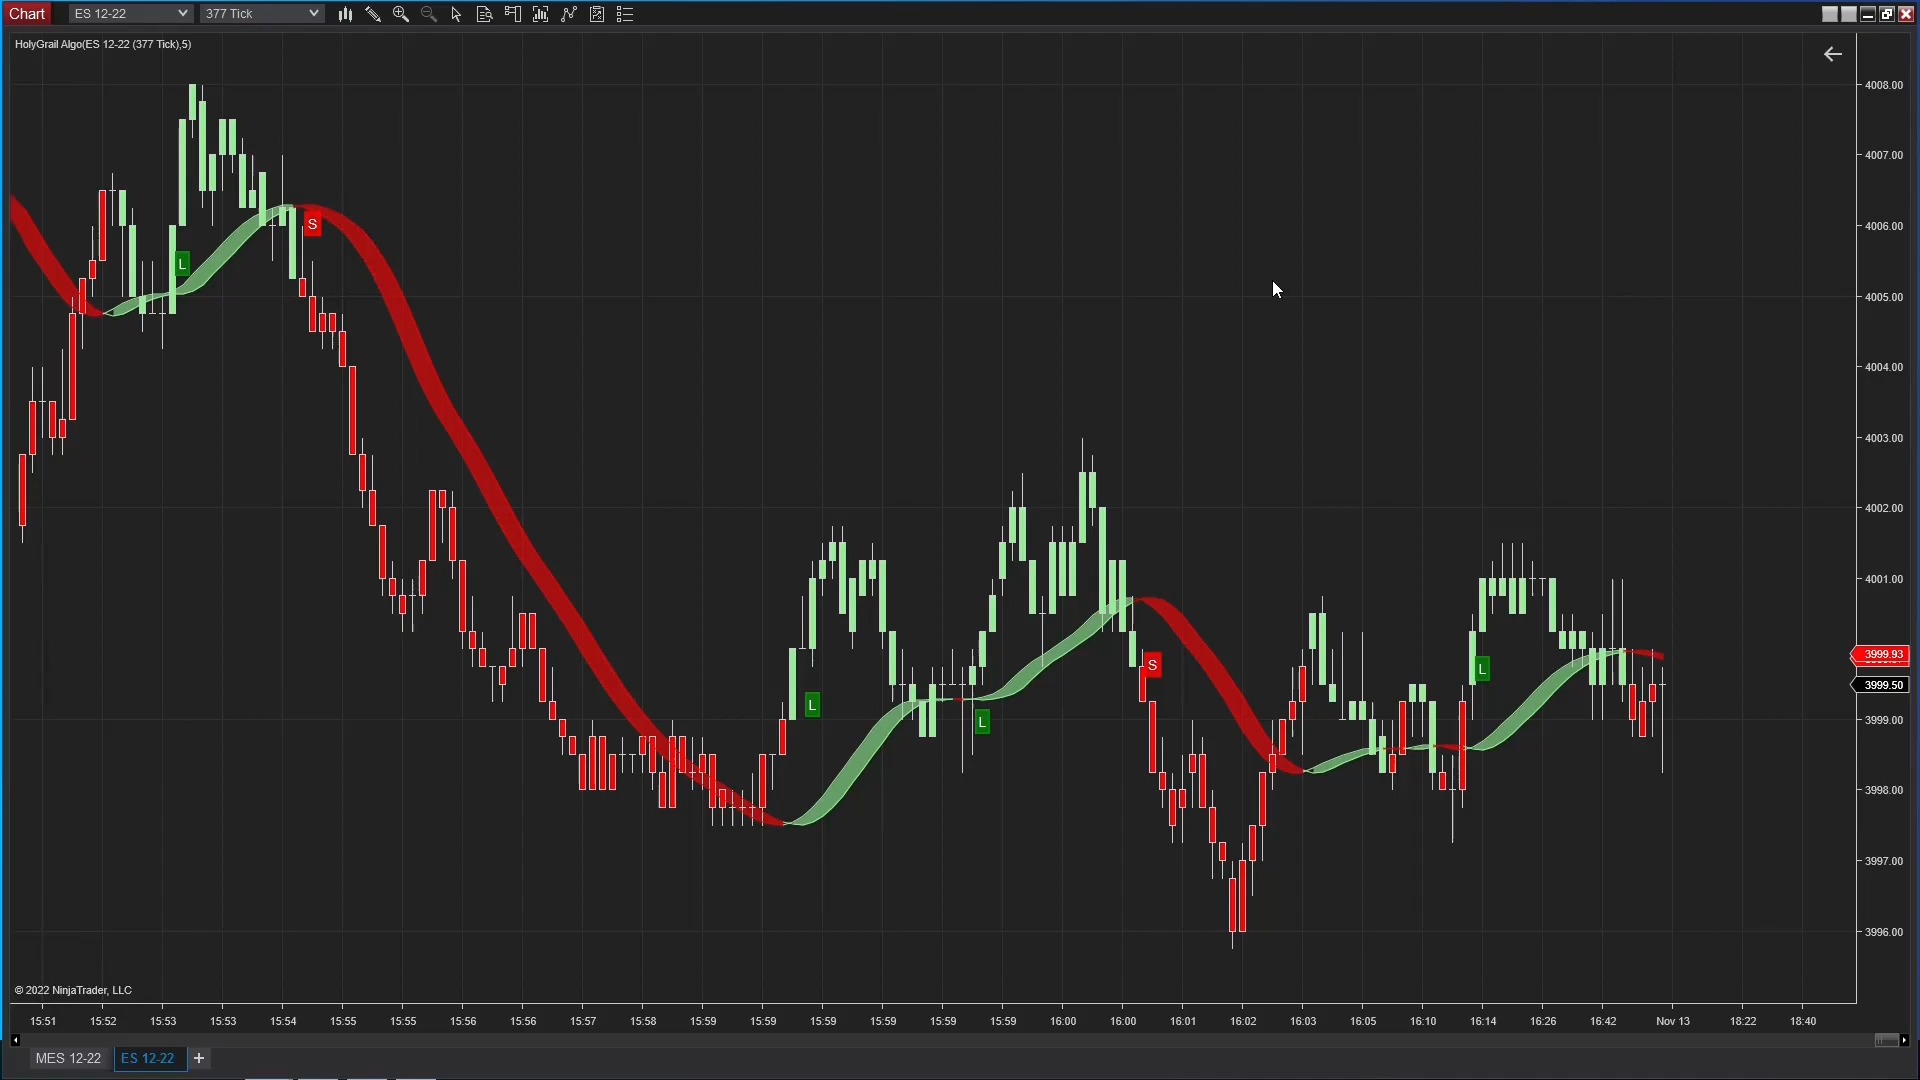 Chart ES 12-22 377 Tick
HolyGrail Algo(ES 12-22 (377 Tick),5)
4008.00
4007.00
4006.00
4005.00
4004.00
4003.00
4002.00
4001.00
3999.93
3999.50
3999.00
3998.00
3997.00
3996.00
L
S
L
L
S
L
© 2022 NinjaTrader, LLC
15:51 15:52 15:53 15:53 15:54 15:55 15:55 15:56 15:56 15:57 15:58 15:59 15:59 15:59 15:59 15:59 15:59 16:00 16:00 16:01 16:02 16:03 16:05 16:10 16:14 16:26 16:42 Nov 13 18:22 18:40
MES 12-22 ES 12-22 +